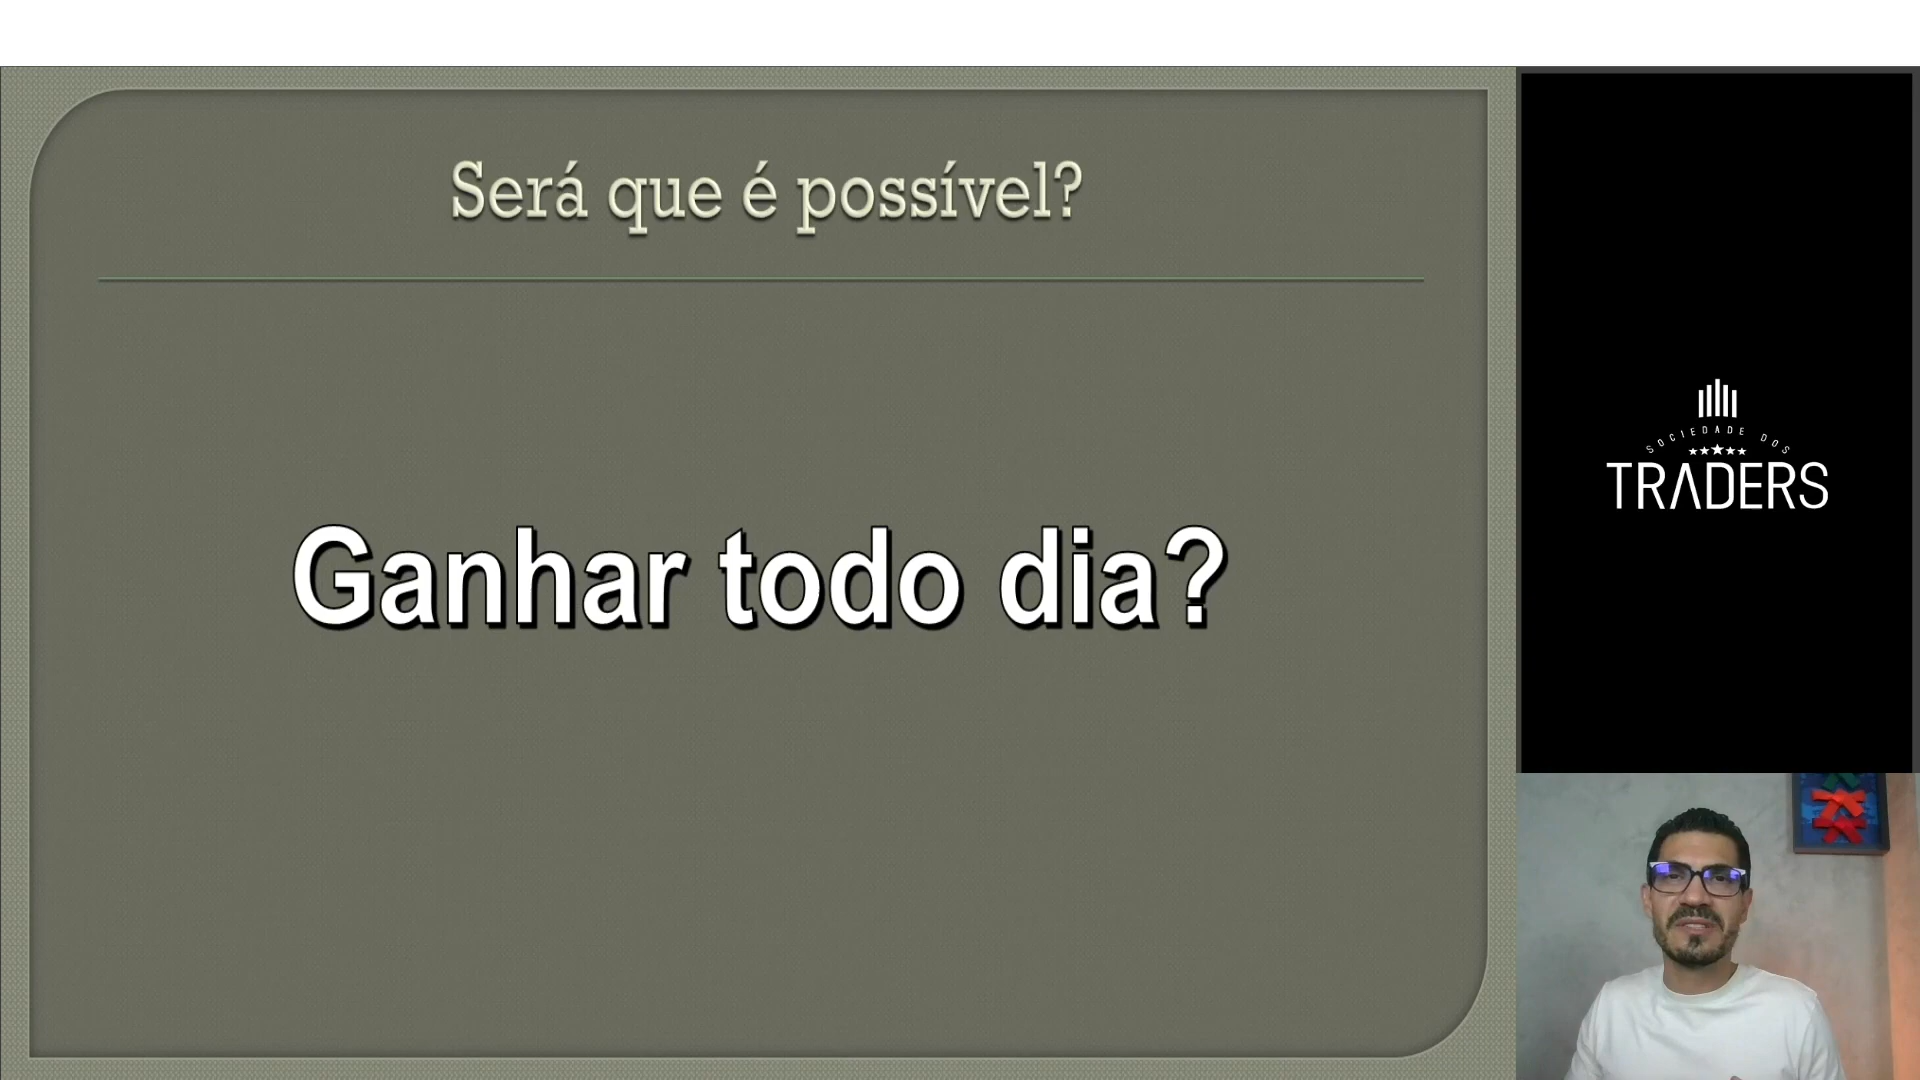 Será que é possível?
Ganhar todo dia?
SOCIEDADE DOS
TRADERS